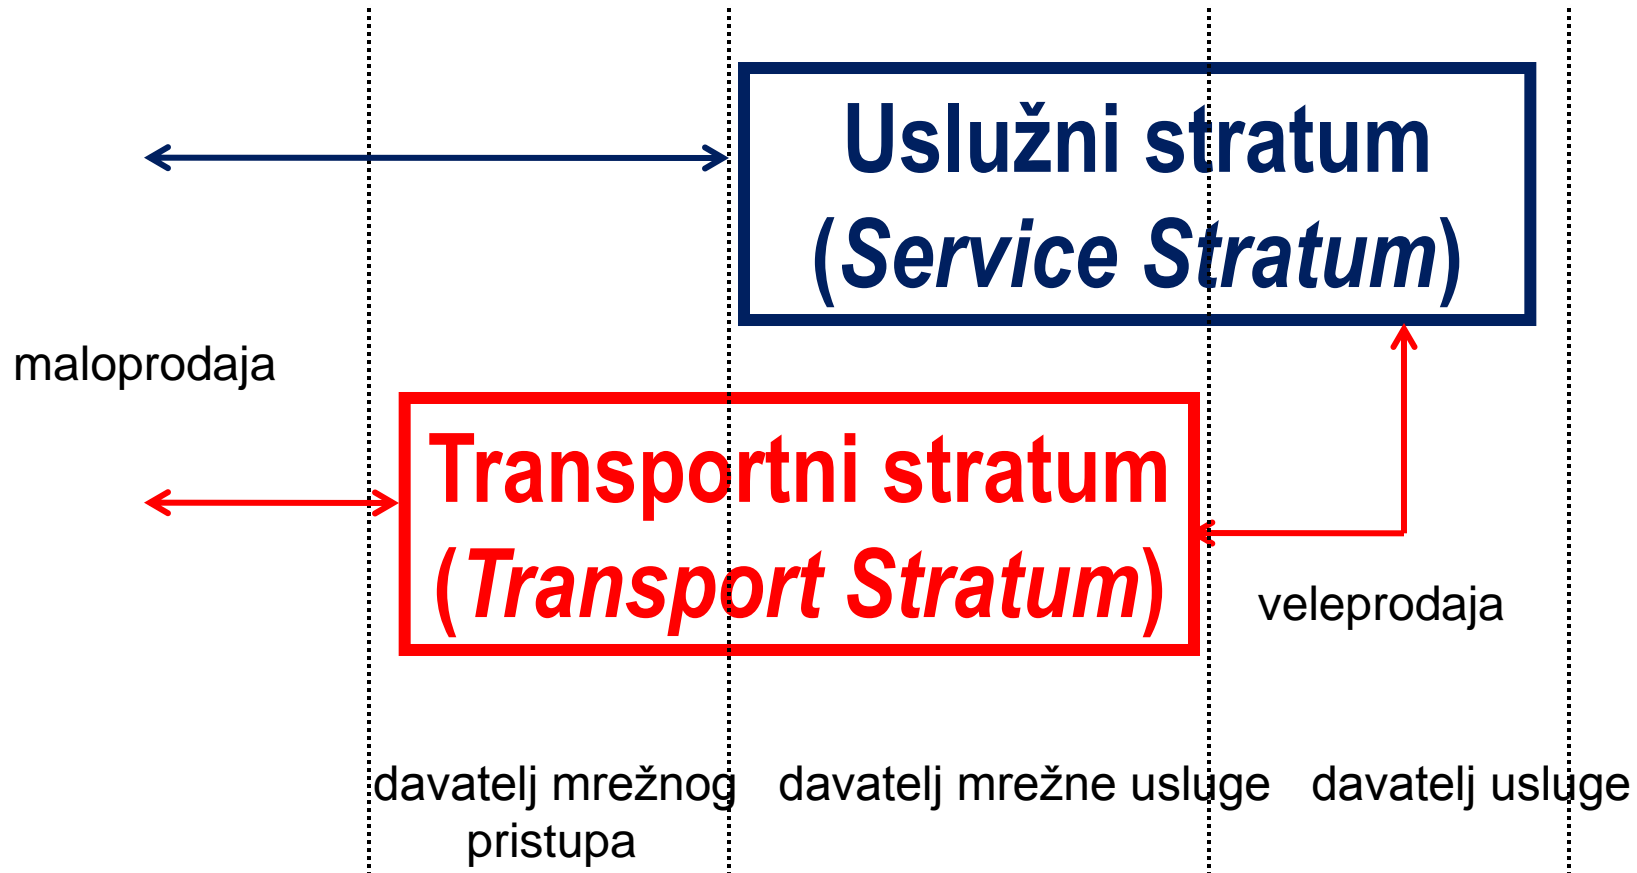 Uslužni stratum
(Service Stratum)
maloprodaja
Transportni stratum
(Transport Stratum)
veleprodaja
davatelj mrežnog
pristupa
davatelj mrežne usluge
davatelj usluge